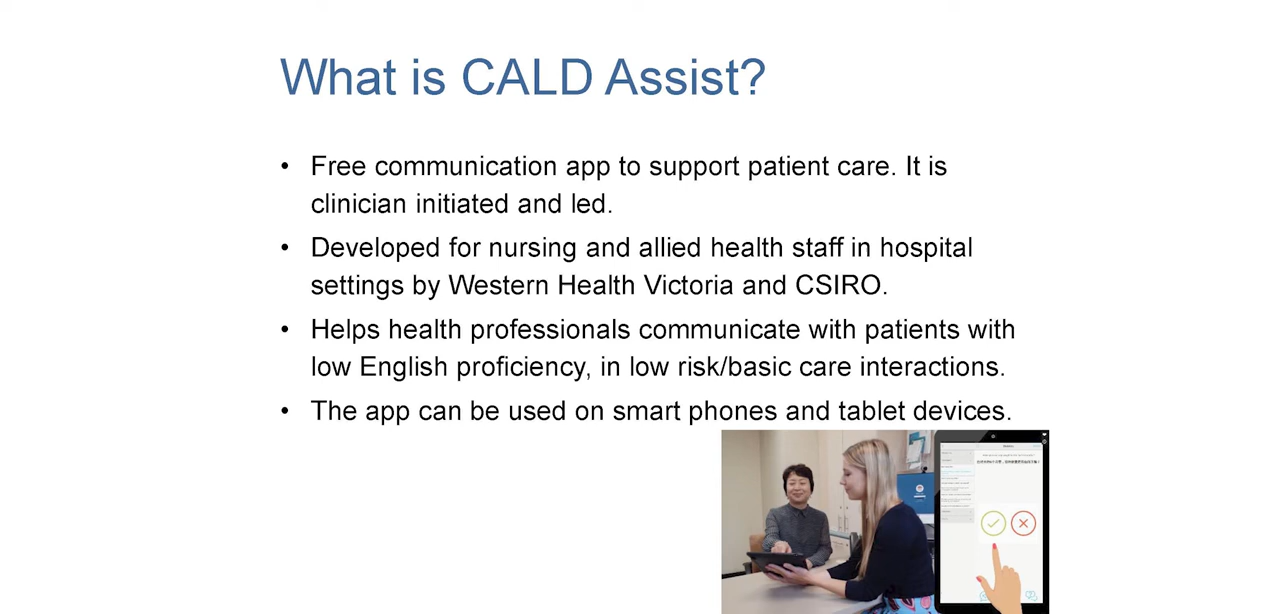 What is CALD Assist?
• Free communication app to support patient care. It is
clinician initiated and led.
• Developed for nursing and allied health staff in hospital
settings by Western Health Victoria and CSIRO.
• Helps health professionals communicate with patients with
low English proficiency, in low risk/basic care interactions.
• The app can be used on smart phones and tablet devices.